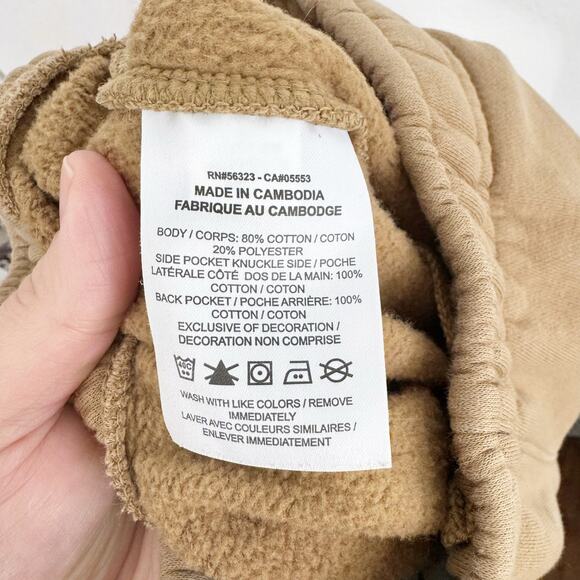 RN#56323 - CA#05553
MADE IN CAMBODIA
FABRIQUE AU CAMBODGE
BODY / CORPS: 80% COTTON / COTON
20% POLYESTER
SIDE POCKET KNUCKLE SIDE / POCHE
LATÉRALE CÔTÉ DOS DE LA MAIN: 100%
COTTON / COTON
BACK POCKET / POCHE ARRIÈRE: 100%
COTTON / COTON
EXCLUSIVE OF DECORATION /
DECORATION NON COMPRISE
40C
WASH WITH LIKE COLORS / REMOVE
IMMEDIATELY
LAVER AVEC COULEURS SIMILAIRES /
ENLEVER IMMÉDIATEMENT